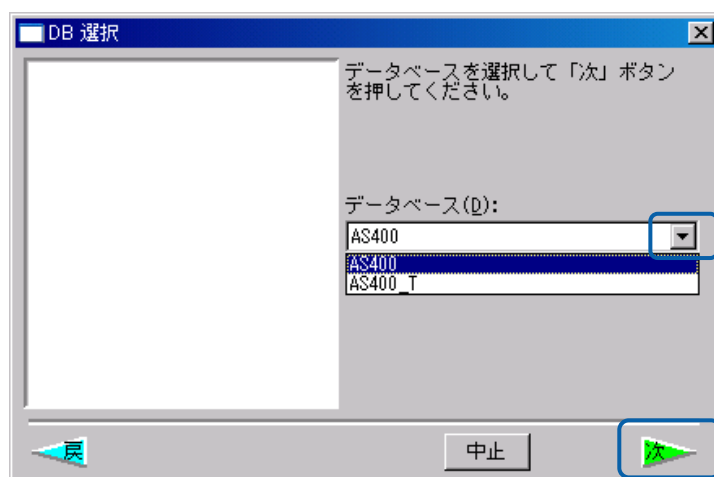 DB 選択
データベースを選択して「次」ボタン
を押してください。
データベース(D):
AS400
AS400
AS400_T
戻
中止
次